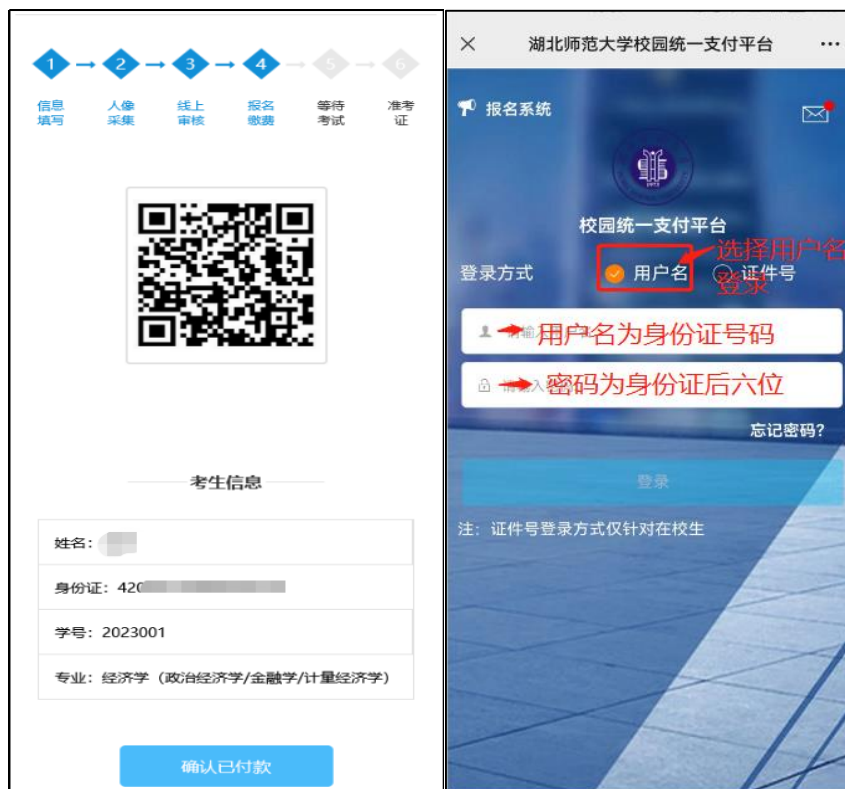 1
2
3
4
5
6
信息
填写
人像
采集
线上
审核
报名
缴费
等待
考试
准考
证
考生信息
姓名：
身份证：420
学号：2023001
专业：经济学（政治经济学/金融学/计量经济学）
确认已付款
湖北师范大学校园统一支付平台
报名系统
校园统一支付平台
选择用户名
登录
登录方式
用户名
证件号
用户名为身份证号码
密码为身份证后六位
忘记密码？
登录
注：证件号登录方式仅针对在校生